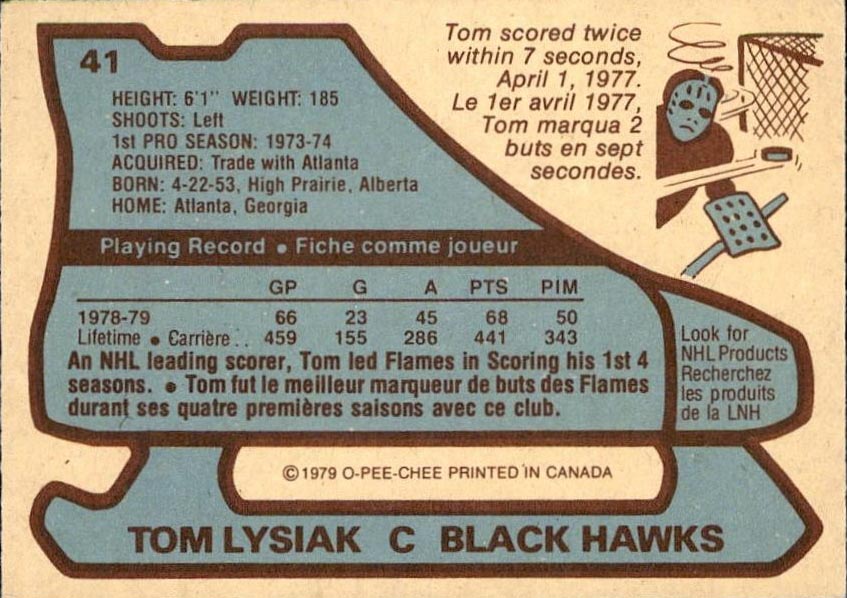 41
Tom scored twice
within 7 seconds,
April 1, 1977.
Le 1er avril 1977,
Tom marqua 2
buts en sept
secondes.
HEIGHT: 6'1" WEIGHT: 185
SHOOTS: Left
1st PRO SEASON: 1973-74
ACQUIRED: Trade with Atlanta
BORN: 4-22-53, High Prairie, Alberta
HOME: Atlanta, Georgia
Playing Record • Fiche comme joueur
GP G A PTS PIM
1978-79 66 23 45 68 50
Lifetime • Carrière .. 459 155 286 441 343
An NHL leading scorer, Tom led Flames in Scoring his 1st 4
seasons. • Tom fut le meilleur marqueur de buts des Flames
durant ses quatre premières saisons avec ce club.
Look for
NHL Products
Recherchez
les produits
de la LNH
©1979 O-PEE-CHEE PRINTED IN CANADA
TOM LYSIAK C BLACK HAWKS